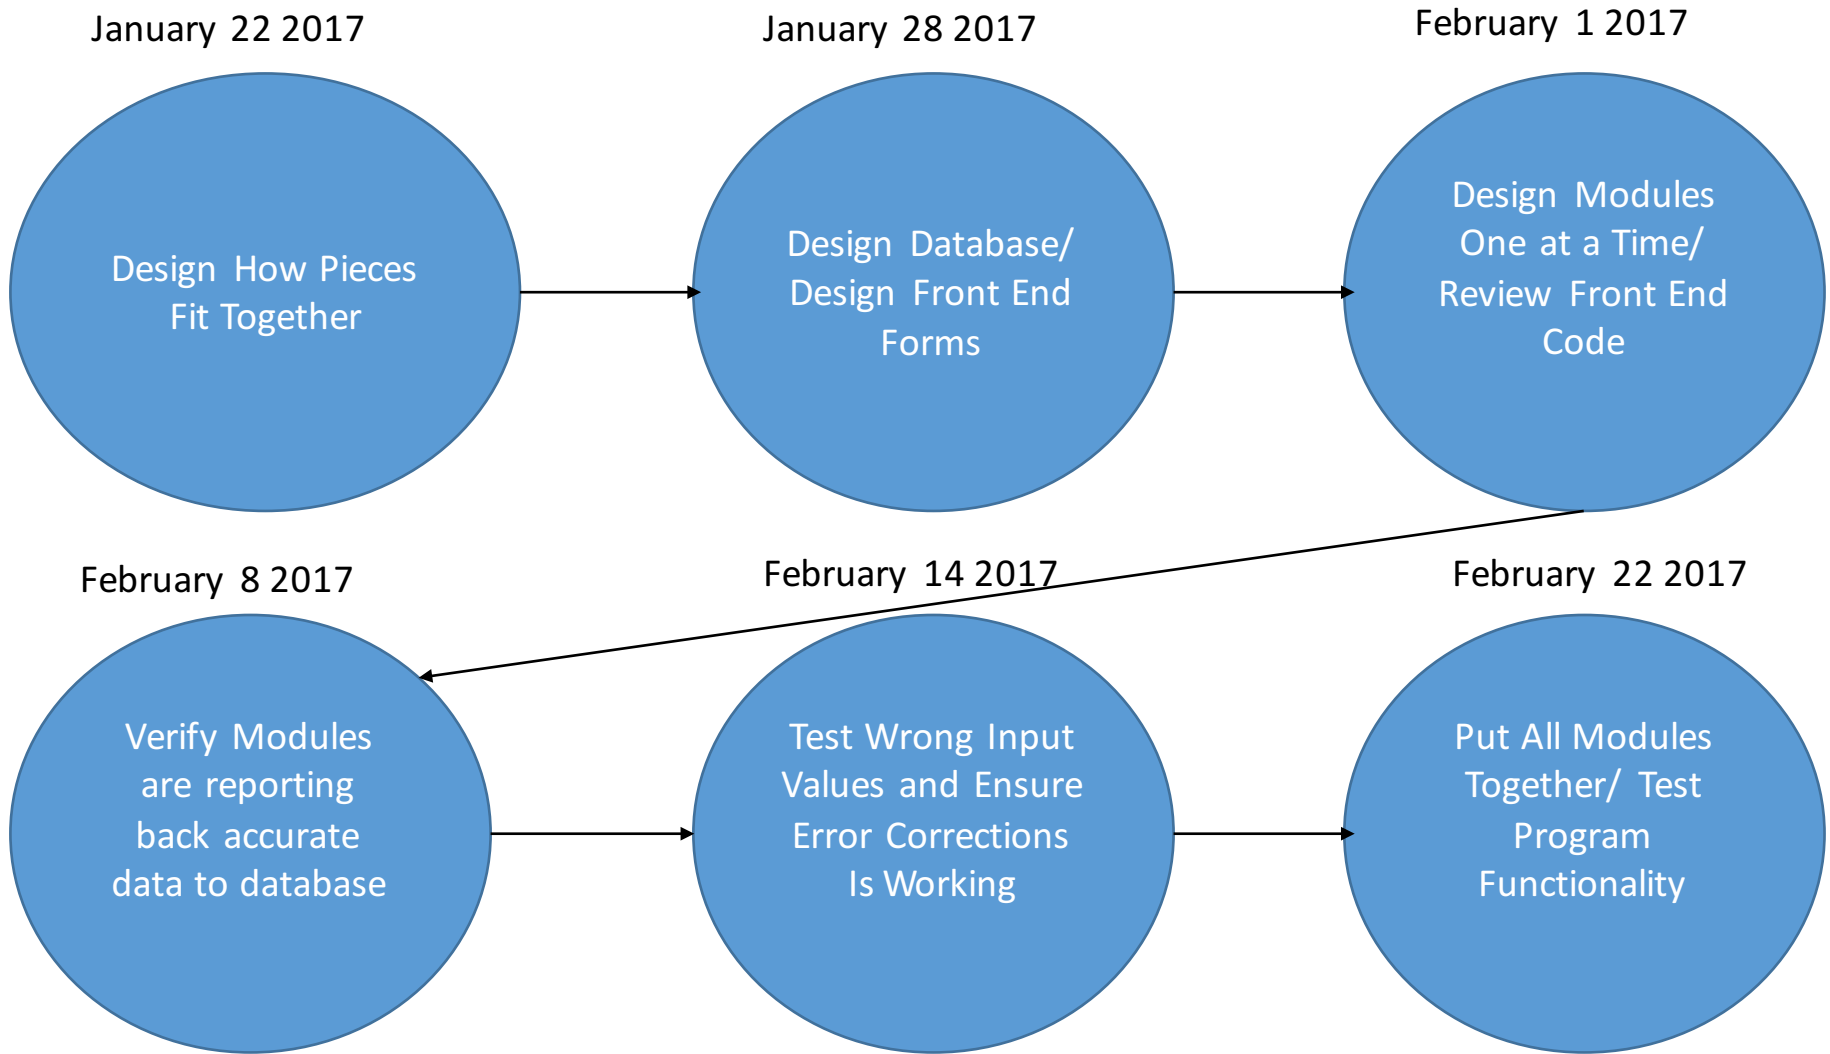 January 22 2017
January 28 2017
February 1 2017
Design How Pieces
Fit Together
Design Database/
Design Front End
Forms
Design Modules
One at a Time/
Review Front End
Code
February 8 2017
February 14 2017
February 22 2017
Verify Modules
are reporting
back accurate
data to database
Test Wrong Input
Values and Ensure
Error Corrections
Is Working
Put All Modules
Together/ Test
Program
Functionality